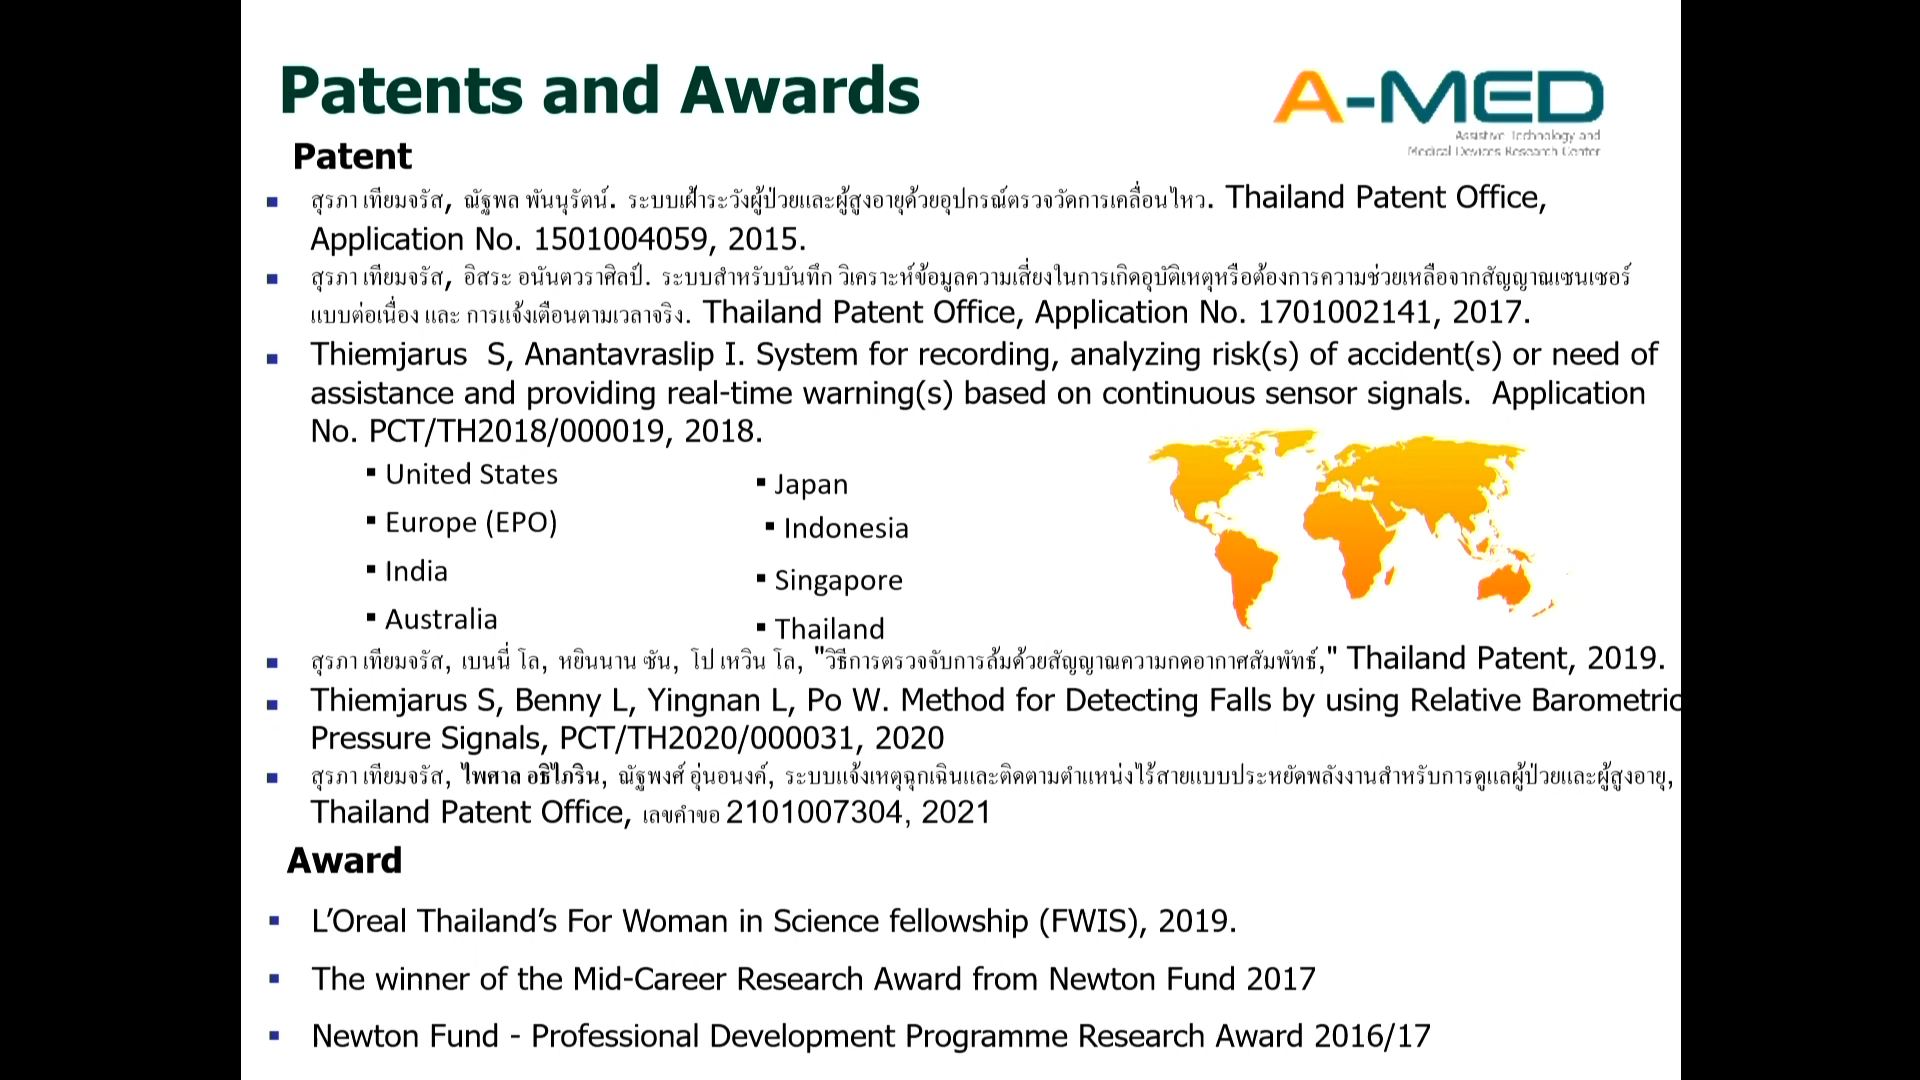 Patents and Awards
A-MED
Assistive Technology and
Medical Devices Research Center
Patent
สุรภา เทียมจรัส, ณัฐพล พันนุรัตน์. ระบบเฝ้าระวังผู้ป่วยและผู้สูงอายุด้วยอุปกรณ์ตรวจวัดการเคลื่อนไหว. Thailand Patent Office,
Application No. 1501004059, 2015.
สุรภา เทียมจรัส, อิสระ อนันตวราศิลป์. ระบบสำหรับบันทึก วิเคราะห์ข้อมูลความเสี่ยงในการเกิดอุบัติเหตุหรือต้องการความช่วยเหลือจากสัญญาณเซนเซอร์
แบบต่อเนื่อง และ การแจ้งเตือนตามเวลาจริง. Thailand Patent Office, Application No. 1701002141, 2017.
Thiemjarus S, Anantavraslip I. System for recording, analyzing risk(s) of accident(s) or need of
assistance and providing real-time warning(s) based on continuous sensor signals. Application
No. PCT/TH2018/000019, 2018.
United States
Europe (EPO)
India
Australia
Japan
Indonesia
Singapore
Thailand
สุรภา เทียมจรัส, เบนนี่ โล, หยินนาน ซัน, โป เหวิน โล, "วิธีการตรวจจับการล้มด้วยสัญญาณความกดอากาศสัมพัทธ์," Thailand Patent, 2019.
Thiemjarus S, Benny L, Yingnan L, Po W. Method for Detecting Falls by using Relative Barometric
Pressure Signals, PCT/TH2020/000031, 2020
สุรภา เทียมจรัส, ไพศาล อธิไภริน, ณัฐพงศ์ อุ่นอนงค์, ระบบแจ้งเหตุฉุกเฉินและติดตามตำแหน่งไร้สายแบบประหยัดพลังงานสำหรับการดูแลผู้ป่วยและผู้สูงอายุ,
Thailand Patent Office, เลขคำขอ 2101007304, 2021
Award
L’Oreal Thailand’s For Woman in Science fellowship (FWIS), 2019.
The winner of the Mid-Career Research Award from Newton Fund 2017
Newton Fund - Professional Development Programme Research Award 2016/17